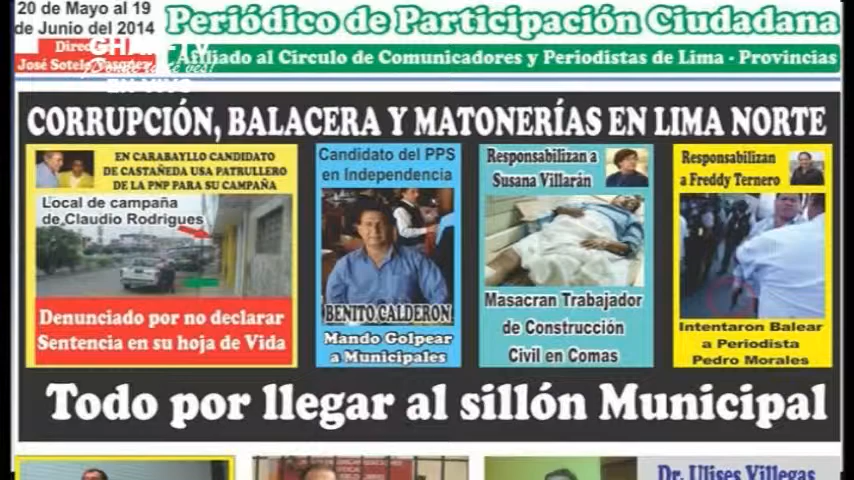 20 de Mayo al 19
de Junio del 2014
Periódico de Participación Ciudadana
José Sotelo
Afiliado al Circulo de Comunicadores y Periodistas de Lima - Provincias
EN VIVO
CORRUPCIÓN, BALACERA Y MATONERÍAS EN LIMA NORTE
EN CARABAYLLO CANDIDATO
DE CASTAÑEDA USA PATRULLERO
DE LA PNP PARA SU CAMPAÑA
Local de campaña
de Claudio Rodrigues
Denunciado por no declarar
Sentencia en su hoja de Vida
Candidato del PPS
en Independencia
BENITO CALDERON
Mando Golpear
a Municipales
Responsabilizan a
Susana Villarán
Masacran Trabajador
de Construcción
Civil en Comas
Responsabilizan
a Freddy Ternero
Intentaron Balear
a Periodista
Pedro Morales
Todo por llegar al sillón Municipal
Dr. Ulises Villegas